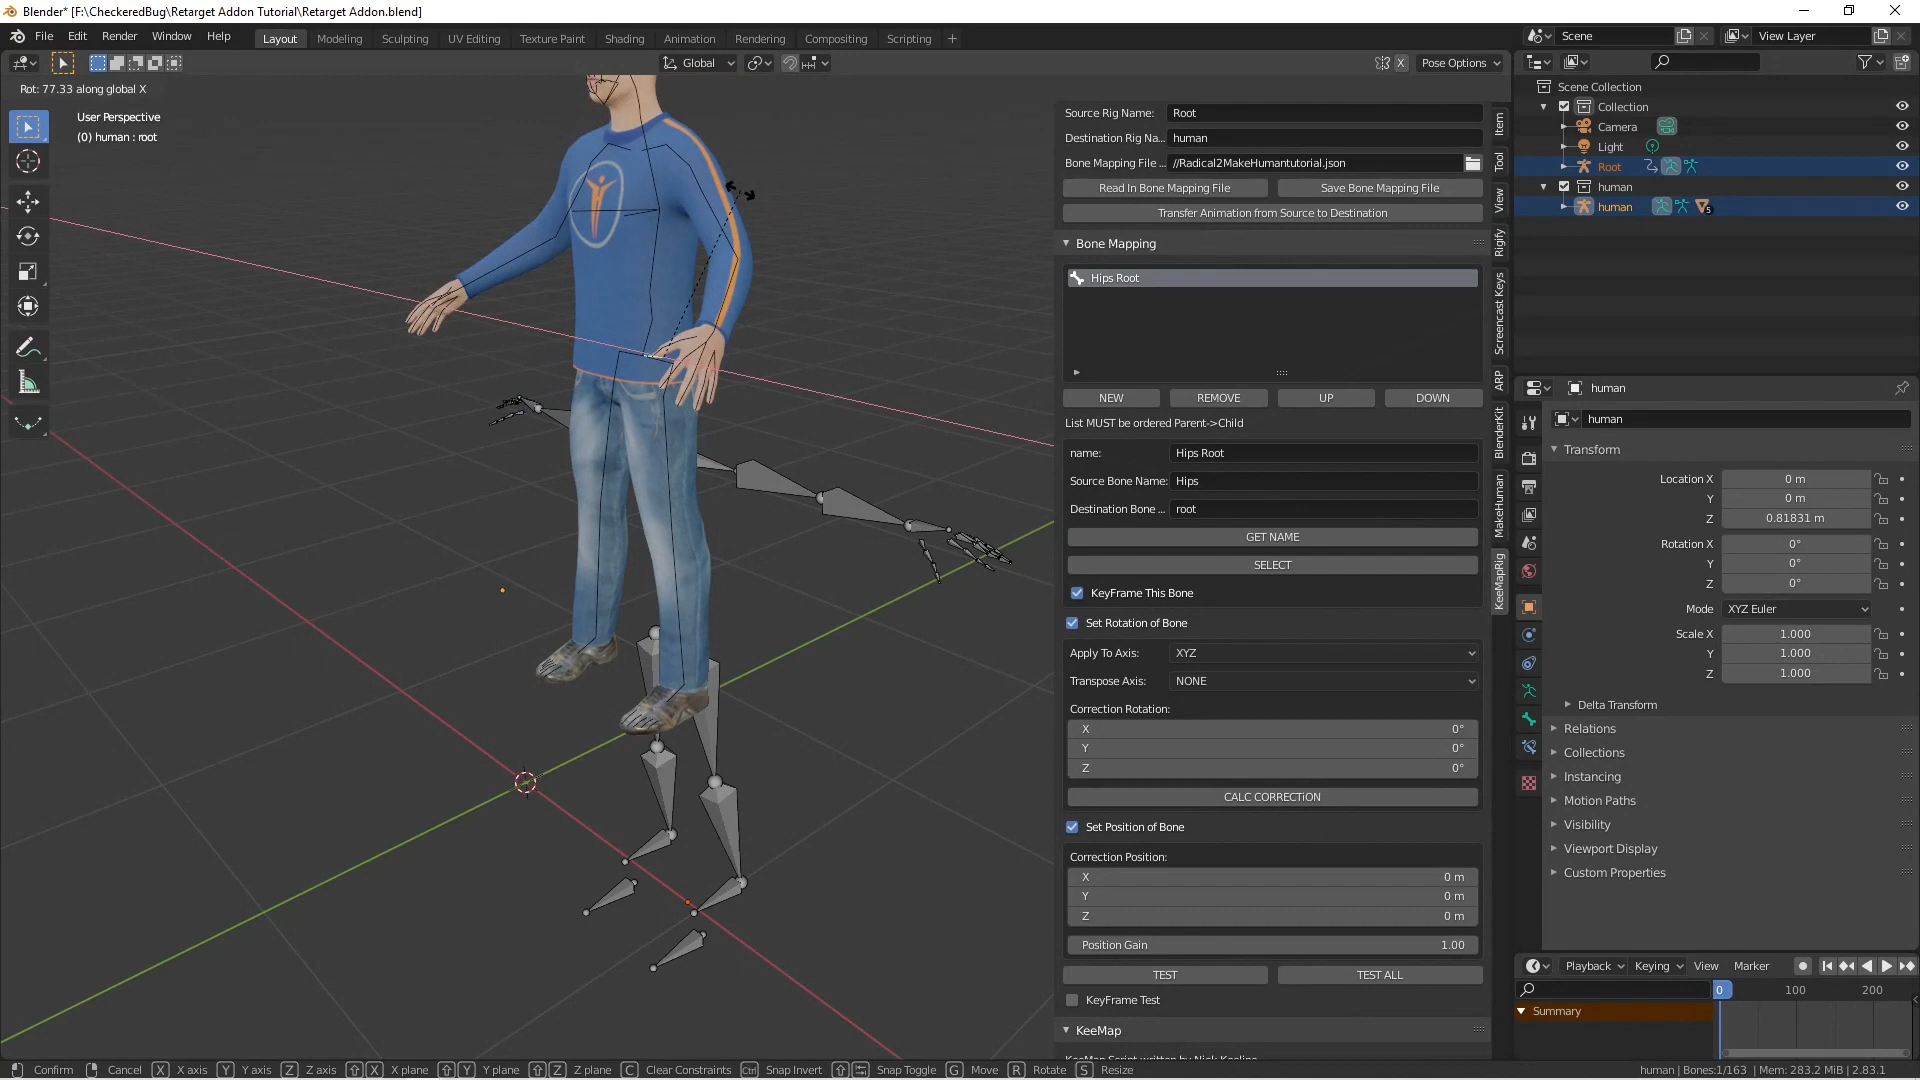 Blender* [F:\CheckeredBug\Retarget Addon Tutorial\Retarget Addon.blend]
File Edit Render Window Help Layout Modeling Sculpting UV Editing Texture Paint Shading Animation Rendering Compositing Scripting + Scene View Layer
Global X Pose Options
Rot: 77.33 along global X
User Perspective
(0) human : root
Source Rig Name: Root
Destination Rig Na... human
Bone Mapping File ... //Radical2MakeHumantutorial.json
Read In Bone Mapping File Save Bone Mapping File
Transfer Animation from Source to Destination
Bone Mapping
Hips Root
NEW REMOVE UP DOWN
List MUST be ordered Parent->Child
name: Hips Root
Source Bone Name: Hips
Destination Bone ... root
GET NAME
SELECT
KeyFrame This Bone
Set Rotation of Bone
Apply To Axis: XYZ
Transpose Axis: NONE
Correction Rotation:
X 0°
Y 0°
Z 0°
CALC CORRECTiON
Set Position of Bone
Correction Position:
X 0 m
Y 0 m
Z 0 m
Position Gain 1.00
TEST TEST ALL
KeyFrame Test
KeeMap
Item
Tool
View
Rigify
Screencast Keys
ARP
BlenderKit
MakeHuman
KeeMapRig
Scene Collection
Collection
Camera
Light
Root
human
human 5
human
human
Transform
Location X 0 m
Y 0 m
Z 0.81831 m
Rotation X 0°
Y 0°
Z 0°
Mode XYZ Euler
Scale X 1.000
Y 1.000
Z 1.000
Delta Transform
Relations
Collections
Instancing
Motion Paths
Visibility
Viewport Display
Custom Properties
Playback Keying View Marker
0 100 200
Summary
Confirm Cancel X X axis Y Y axis Z Z axis X X plane Y Y plane Z Z plane C Clear Constraints Ctrl Snap Invert Snap Toggle G Move R Rotate S Resize human | Bones:1/163 | Mem: 283.2 MiB | 2.83.1